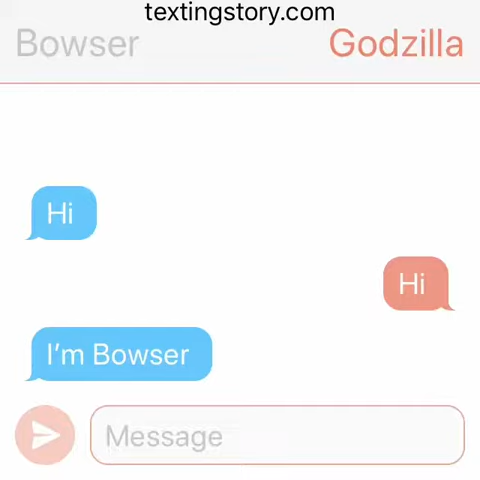 textingstory.com
Bowser Godzilla
Hi
Hi
I’m Bowser
Message